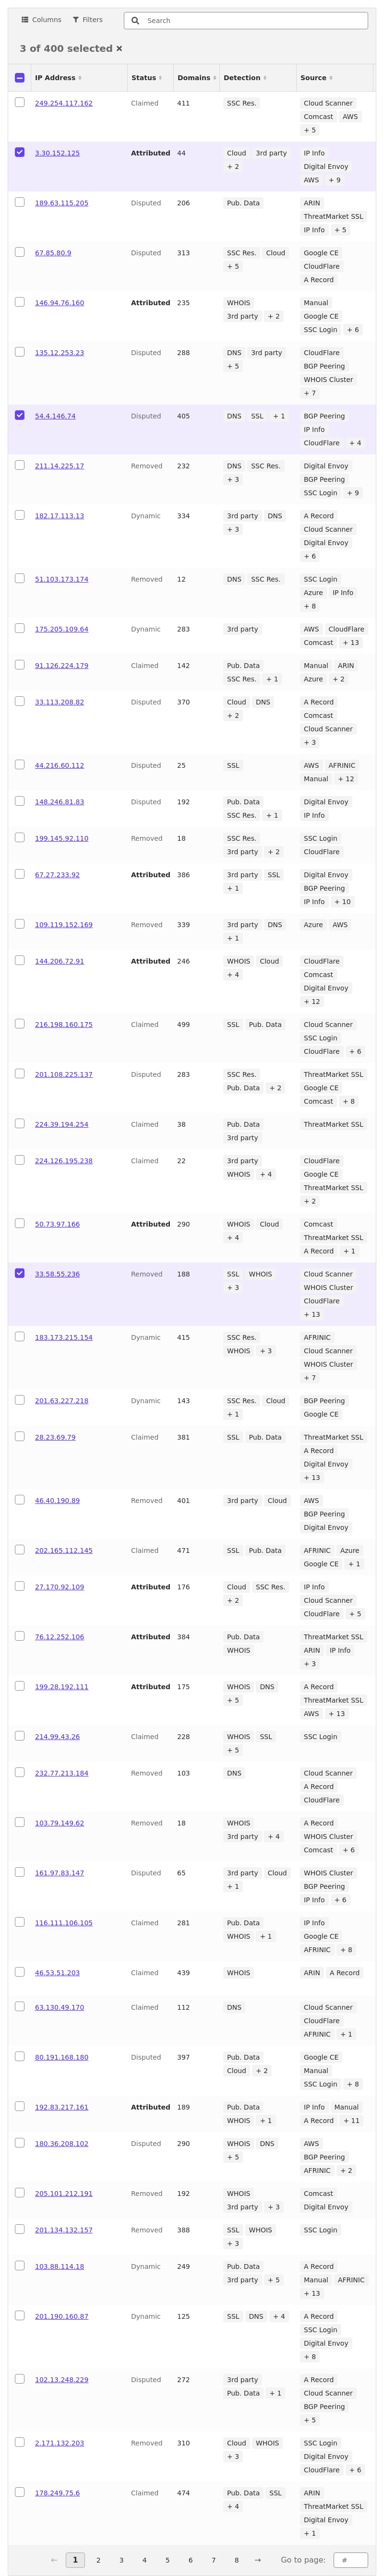 Columns Filters Search
3 of 400 selected ×
IP Address Status Domains Detection Source
249.254.117.162 Claimed 411 SSC Res. Cloud Scanner
Comcast AWS
+ 5
3.30.152.125 Attributed 44 Cloud 3rd party IP Info
+ 2 Digital Envoy
AWS + 9
189.63.115.205 Disputed 206 Pub. Data ARIN
ThreatMarket SSL
IP Info + 5
67.85.80.9 Disputed 313 SSC Res. Cloud Google CE
+ 5 CloudFlare
A Record
146.94.76.160 Attributed 235 WHOIS Manual
3rd party + 2 Google CE
SSC Login + 6
135.12.253.23 Disputed 288 DNS 3rd party CloudFlare
+ 5 BGP Peering
WHOIS Cluster
+ 7
54.4.146.74 Disputed 405 DNS SSL + 1 BGP Peering
IP Info
CloudFlare + 4
211.14.225.17 Removed 232 DNS SSC Res. Digital Envoy
+ 3 BGP Peering
SSC Login + 9
182.17.113.13 Dynamic 334 3rd party DNS A Record
+ 3 Cloud Scanner
Digital Envoy
+ 6
51.103.173.174 Removed 12 DNS SSC Res. SSC Login
Azure IP Info
+ 8
175.205.109.64 Dynamic 283 3rd party AWS CloudFlare
Comcast + 13
91.126.224.179 Claimed 142 Pub. Data Manual ARIN
SSC Res. + 1 Azure + 2
33.113.208.82 Disputed 370 Cloud DNS A Record
+ 2 Comcast
Cloud Scanner
+ 3
44.216.60.112 Disputed 25 SSL AWS AFRINIC
Manual + 12
148.246.81.83 Disputed 192 Pub. Data Digital Envoy
SSC Res. + 1 IP Info
199.145.92.110 Removed 18 SSC Res. SSC Login
3rd party + 2 CloudFlare
67.27.233.92 Attributed 386 3rd party SSL Digital Envoy
+ 1 BGP Peering
IP Info + 10
109.119.152.169 Removed 339 3rd party DNS Azure AWS
+ 1
144.206.72.91 Attributed 246 WHOIS Cloud CloudFlare
+ 4 Comcast
Digital Envoy
+ 12
216.198.160.175 Claimed 499 SSL Pub. Data Cloud Scanner
SSC Login
CloudFlare + 6
201.108.225.137 Disputed 283 SSC Res. ThreatMarket SSL
Pub. Data + 2 Google CE
Comcast + 8
224.39.194.254 Claimed 38 Pub. Data ThreatMarket SSL
3rd party
224.126.195.238 Claimed 22 3rd party CloudFlare
WHOIS + 4 Google CE
ThreatMarket SSL
+ 2
50.73.97.166 Attributed 290 WHOIS Cloud Comcast
+ 4 ThreatMarket SSL
A Record + 1
33.58.55.236 Removed 188 SSL WHOIS Cloud Scanner
+ 3 WHOIS Cluster
CloudFlare
+ 13
183.173.215.154 Dynamic 415 SSC Res. AFRINIC
WHOIS + 3 Cloud Scanner
WHOIS Cluster
+ 7
201.63.227.218 Dynamic 143 SSC Res. Cloud BGP Peering
+ 1 Google CE
28.23.69.79 Claimed 381 SSL Pub. Data ThreatMarket SSL
A Record
Digital Envoy
+ 13
46.40.190.89 Removed 401 3rd party Cloud AWS
BGP Peering
Digital Envoy
202.165.112.145 Claimed 471 SSL Pub. Data AFRINIC Azure
Google CE + 1
27.170.92.109 Attributed 176 Cloud SSC Res. IP Info
+ 2 Cloud Scanner
CloudFlare + 5
76.12.252.106 Attributed 384 Pub. Data ThreatMarket SSL
WHOIS ARIN IP Info
+ 3
199.28.192.111 Attributed 175 WHOIS DNS A Record
+ 5 ThreatMarket SSL
AWS + 13
214.99.43.26 Claimed 228 WHOIS SSL SSC Login
+ 5
232.77.213.184 Removed 103 DNS Cloud Scanner
A Record
CloudFlare
103.79.149.62 Removed 18 WHOIS A Record
3rd party + 4 WHOIS Cluster
Comcast + 6
161.97.83.147 Disputed 65 3rd party Cloud WHOIS Cluster
+ 1 BGP Peering
IP Info + 6
116.111.106.105 Claimed 281 Pub. Data IP Info
WHOIS + 1 Google CE
AFRINIC + 8
46.53.51.203 Claimed 439 WHOIS ARIN A Record
63.130.49.170 Claimed 112 DNS Cloud Scanner
CloudFlare
AFRINIC + 1
80.191.168.180 Disputed 397 Pub. Data Google CE
Cloud + 2 Manual
SSC Login + 8
192.83.217.161 Attributed 189 Pub. Data IP Info Manual
WHOIS + 1 A Record + 11
180.36.208.102 Disputed 290 WHOIS DNS AWS
+ 5 BGP Peering
AFRINIC + 2
205.101.212.191 Removed 192 WHOIS Comcast
3rd party + 3 Digital Envoy
201.134.132.157 Removed 388 SSL WHOIS SSC Login
+ 3
103.88.114.18 Dynamic 249 Pub. Data A Record
3rd party + 5 Manual AFRINIC
+ 13
201.190.160.87 Dynamic 125 SSL DNS + 4 A Record
SSC Login
Digital Envoy
+ 8
102.13.248.229 Disputed 272 3rd party A Record
Pub. Data + 1 Cloud Scanner
BGP Peering
+ 5
2.171.132.203 Removed 310 Cloud WHOIS SSC Login
+ 3 Digital Envoy
CloudFlare + 6
178.249.75.6 Claimed 474 Pub. Data SSL ARIN
+ 4 ThreatMarket SSL
Digital Envoy
+ 1
← 1 2 3 4 5 6 7 8 → Go to page: #